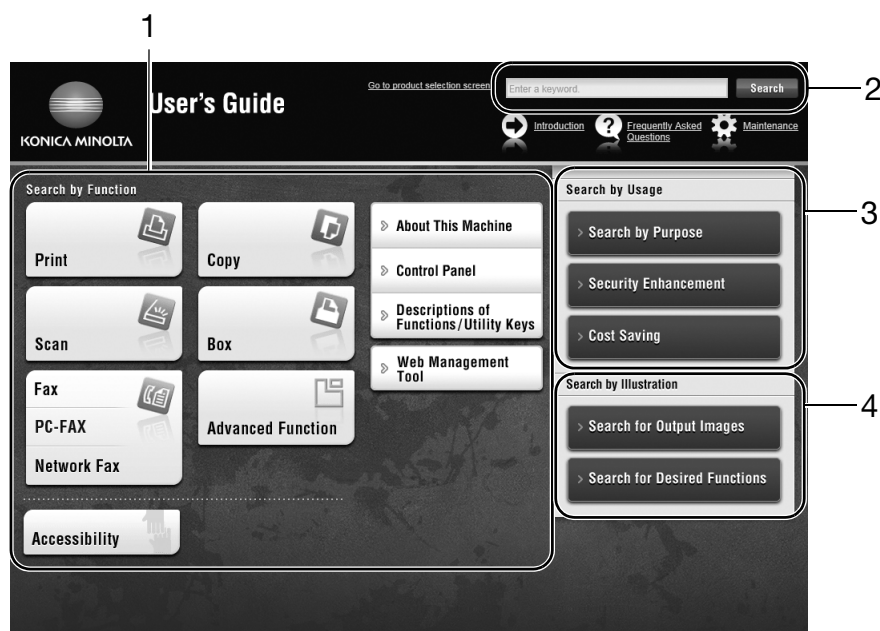 1
Go to product selection screen
Enter a keyword.
Search
2
KONICA MINOLTA
User's Guide
Introduction
Frequently Asked
Questions
Maintenance
Search by Function
Print
Copy
Scan
Box
Fax
PC-FAX
Network Fax
Advanced Function
Accessibility
About This Machine
Control Panel
Descriptions of
Functions/Utility Keys
Web Management
Tool
Search by Usage
Search by Purpose
Security Enhancement
Cost Saving
3
Search by Illustration
Search for Output Images
Search for Desired Functions
4